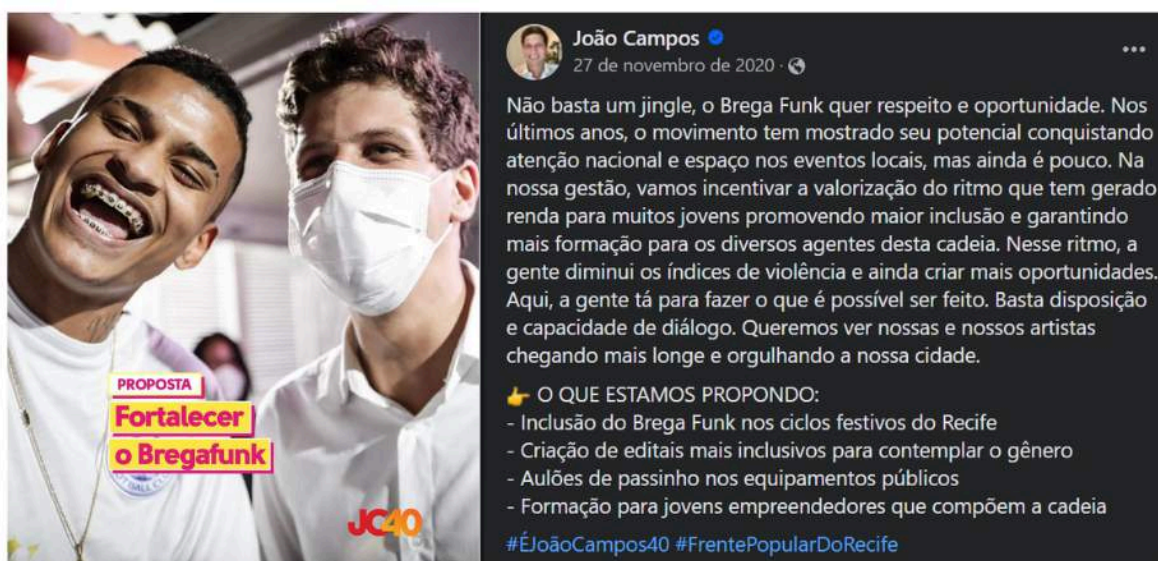 PROPOSTA
Fortalecer
o Bregafunk
JC40
João Campos
27 de novembro de 2020 ·
Não basta um jingle, o Brega Funk quer respeito e oportunidade. Nos
últimos anos, o movimento tem mostrado seu potencial conquistando
atenção nacional e espaço nos eventos locais, mas ainda é pouco. Na
nossa gestão, vamos incentivar a valorização do ritmo que tem gerado
renda para muitos jovens promovendo maior inclusão e garantindo
mais formação para os diversos agentes desta cadeia. Nesse ritmo, a
gente diminui os índices de violência e ainda criar mais oportunidades.
Aqui, a gente tá para fazer o que é possível ser feito. Basta disposição
e capacidade de diálogo. Queremos ver nossas e nossos artistas
chegando mais longe e orgulhando a nossa cidade.
👉 O QUE ESTAMOS PROPONDO:
- Inclusão do Brega Funk nos ciclos festivos do Recife
- Criação de editais mais inclusivos para contemplar o gênero
- Aulões de passinho nos equipamentos públicos
- Formação para jovens empreendedores que compõem a cadeia
#ÉJoãoCampos40 #FrentePopularDoRecife